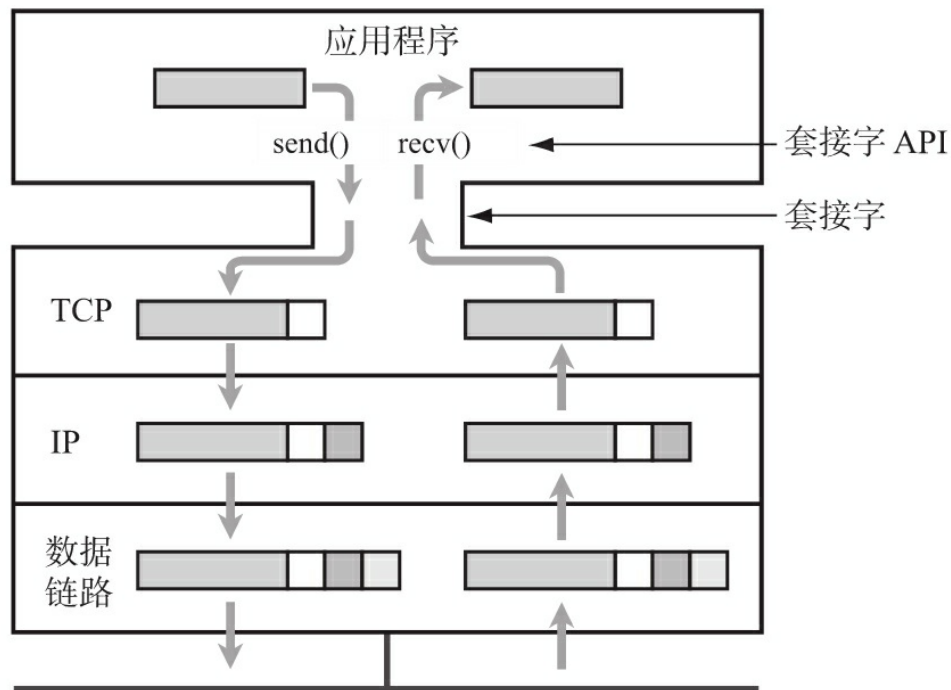 应用程序
send() recv()
套接字 API
套接字
TCP
IP
数据
链路